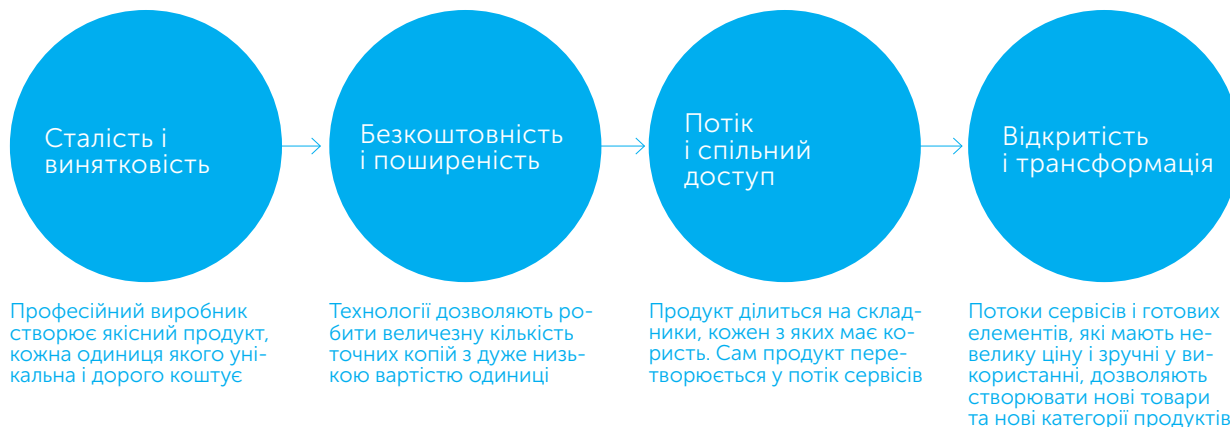 Сталість і
винятковість
Безкоштовність
і поширеність
Потік
і спільний
доступ
Відкритість
і трансформація
Професійний виробник
створює якісний продукт,
кожна одиниця якого уні-
кальна і дорого коштує
Технології дозволяють ро-
бити величезну кількість
точних копій з дуже низь-
кою вартістю одиниці
Продукт ділиться на склад-
ники, кожен з яких має ко-
ристь. Сам продукт пере-
творюється у потік сервісів
Потоки сервісів і готових
елементів, які мають не-
велику ціну і зручні у ви-
користанні, дозволяють
створювати нові товари
та нові категорії продуктів